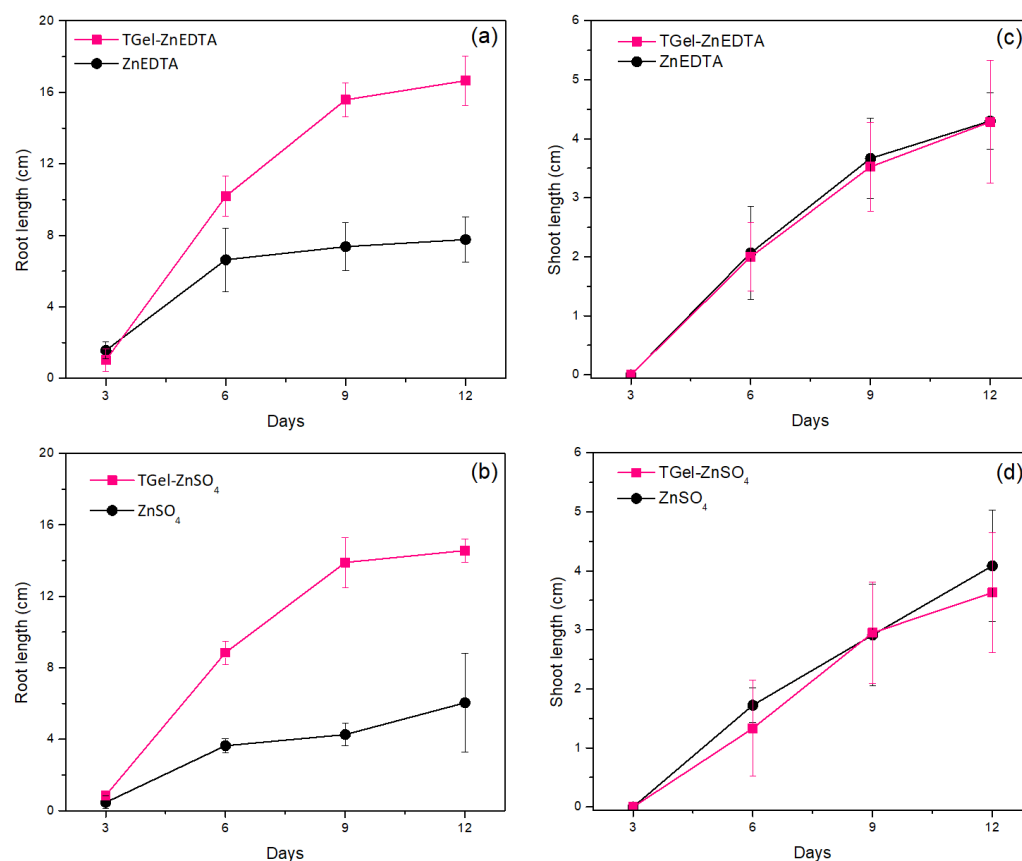 (a)
TGel-ZnEDTA
ZnEDTA
Root length (cm)
20
16
12
8
4
0
3 6 9 12
Days
(c)
TGel-ZnEDTA
ZnEDTA
Shoot length (cm)
6
5
4
3
2
1
0
3 6 9 12
Days
(b)
TGel-ZnSO₄
ZnSO₄
Root length (cm)
20
16
12
8
4
0
3 6 9 12
Days
(d)
TGel-ZnSO₄
ZnSO₄
Shoot length (cm)
6
5
4
3
2
1
0
3 6 9 12
Days